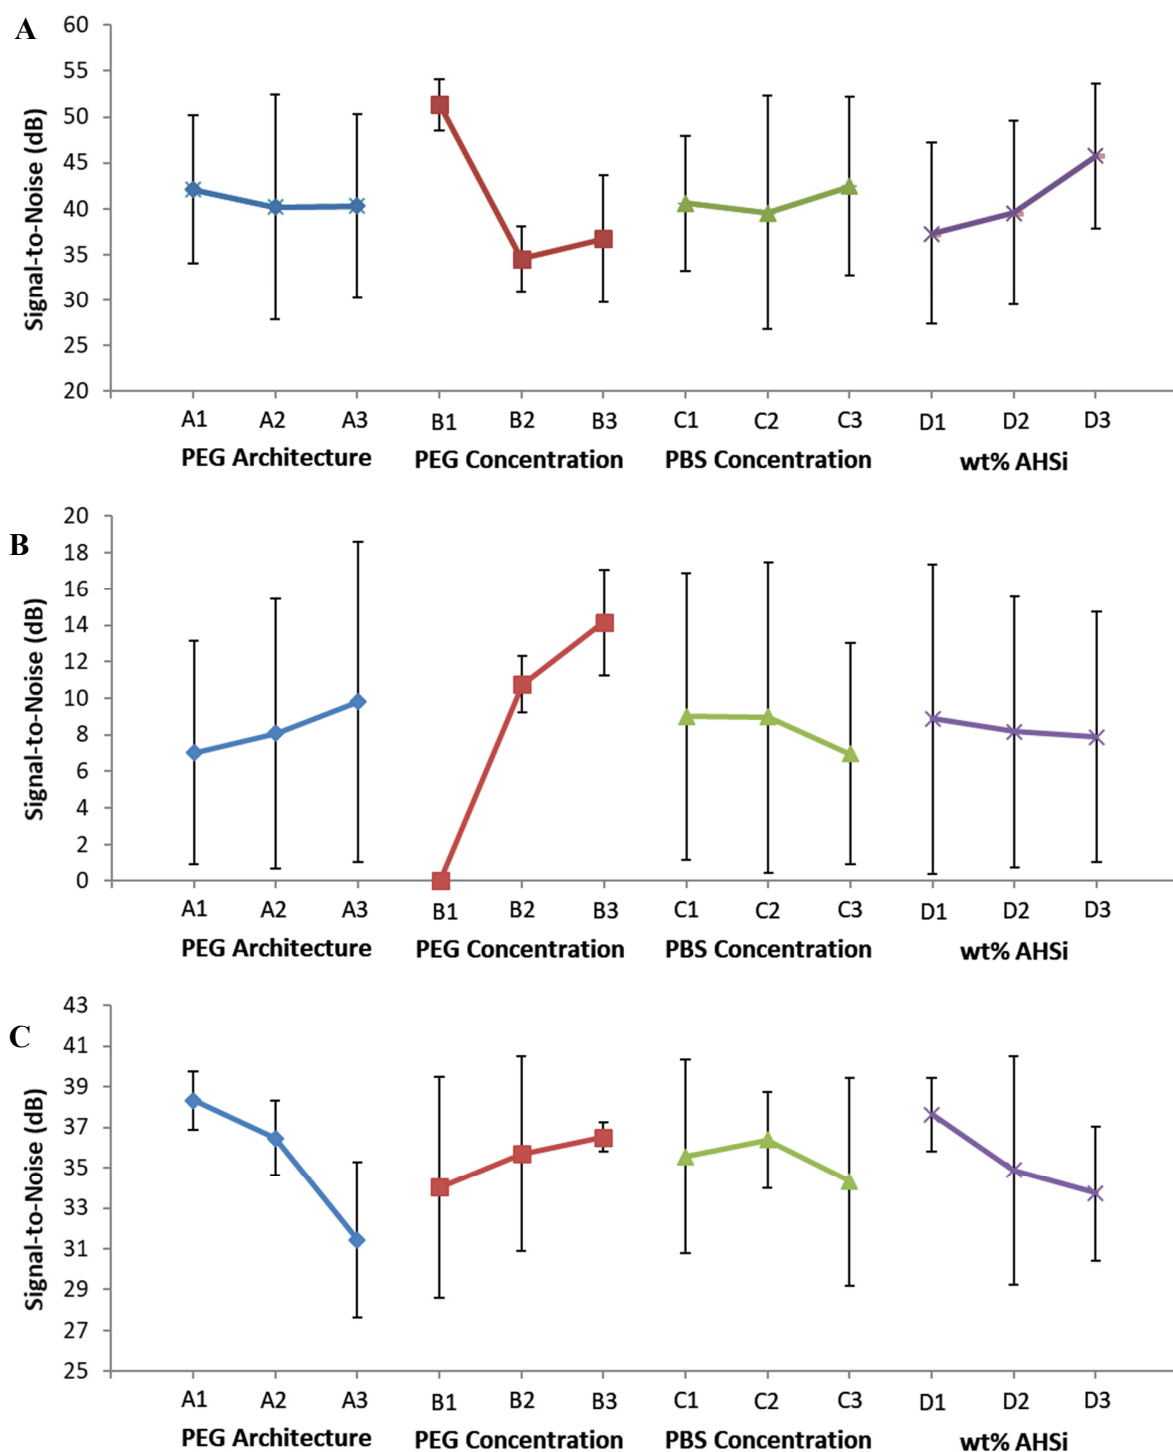 A
Signal-to-Noise (dB)
60
55
50
45
40
35
30
25
20
A1 A2 A3 B1 B2 B3 C1 C2 C3 D1 D2 D3
PEG Architecture PEG Concentration PBS Concentration wt% AHSi
B
Signal-to-Noise (dB)
20
18
16
14
12
10
8
6
4
2
0
A1 A2 A3 B1 B2 B3 C1 C2 C3 D1 D2 D3
PEG Architecture PEG Concentration PBS Concentration wt% AHSi
C
Signal-to-Noise (dB)
43
41
39
37
35
33
31
29
27
25
A1 A2 A3 B1 B2 B3 C1 C2 C3 D1 D2 D3
PEG Architecture PEG Concentration PBS Concentration wt% AHSi